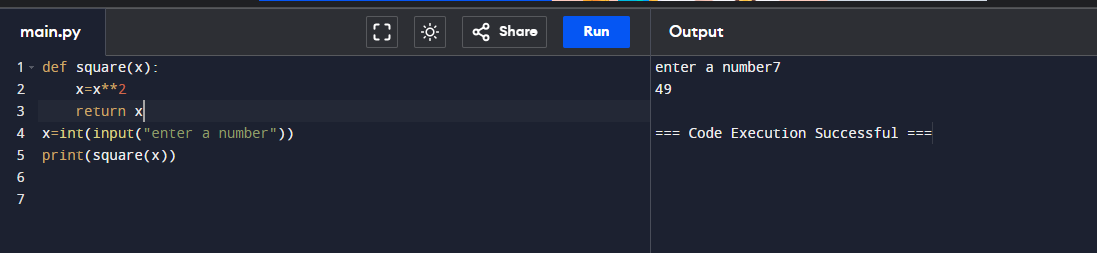 main.py
Share
Run
Output
1 def square(x):
2     x=x**2
3     return x
4 x=int(input("enter a number"))
5 print(square(x))
6
7
enter a number7
49
=== Code Execution Successful ===